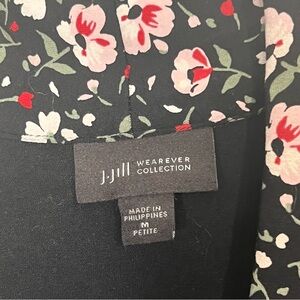 J.Jill WEAREVER
COLLECTION
MADE IN
PHILIPPINES
M
PETITE